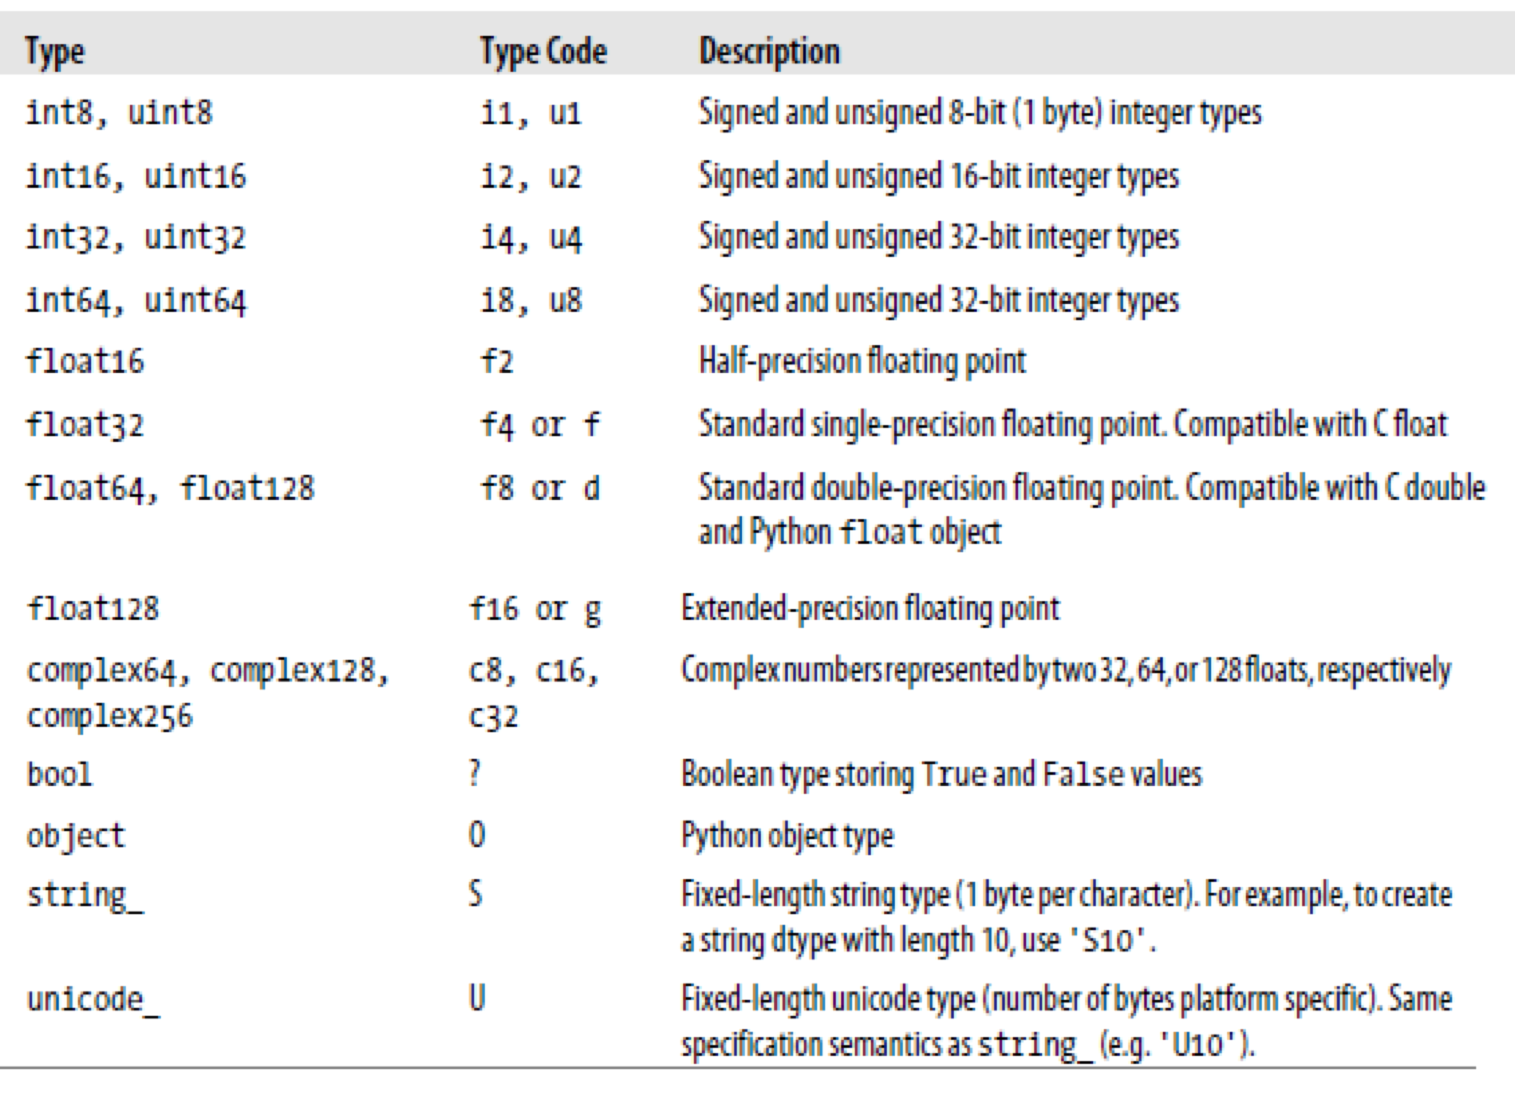 Type Type Code Description
int8, uint8 i1, u1 Signed and unsigned 8-bit (1 byte) integer types
int16, uint16 i2, u2 Signed and unsigned 16-bit integer types
int32, uint32 i4, u4 Signed and unsigned 32-bit integer types
int64, uint64 i8, u8 Signed and unsigned 32-bit integer types
float16 f2 Half-precision floating point
float32 f4 or f Standard single-precision floating point. Compatible with C float
float64, float128 f8 or d Standard double-precision floating point. Compatible with C double
and Python float object
float128 f16 or g Extended-precision floating point
complex64, complex128, c8, c16, Complex numbers represented by two 32, 64, or 128 floats, respectively
complex256 c32
bool ? Boolean type storing True and False values
object O Python object type
string_ S Fixed-length string type (1 byte per character). For example, to create
a string dtype with length 10, use 'S10'.
unicode_ U Fixed-length unicode type (number of bytes platform specific). Same
specification semantics as string_ (e.g. 'U10').